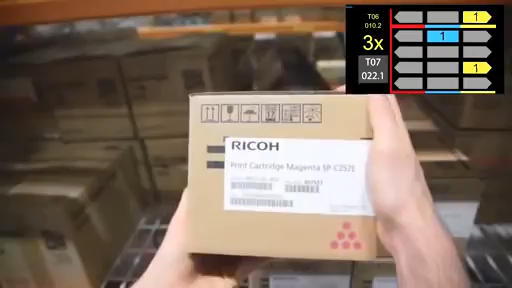 T06
010.2
3x
T07
022.1
1
1
1
RICOH
Print Cartridge Magenta SP C252E